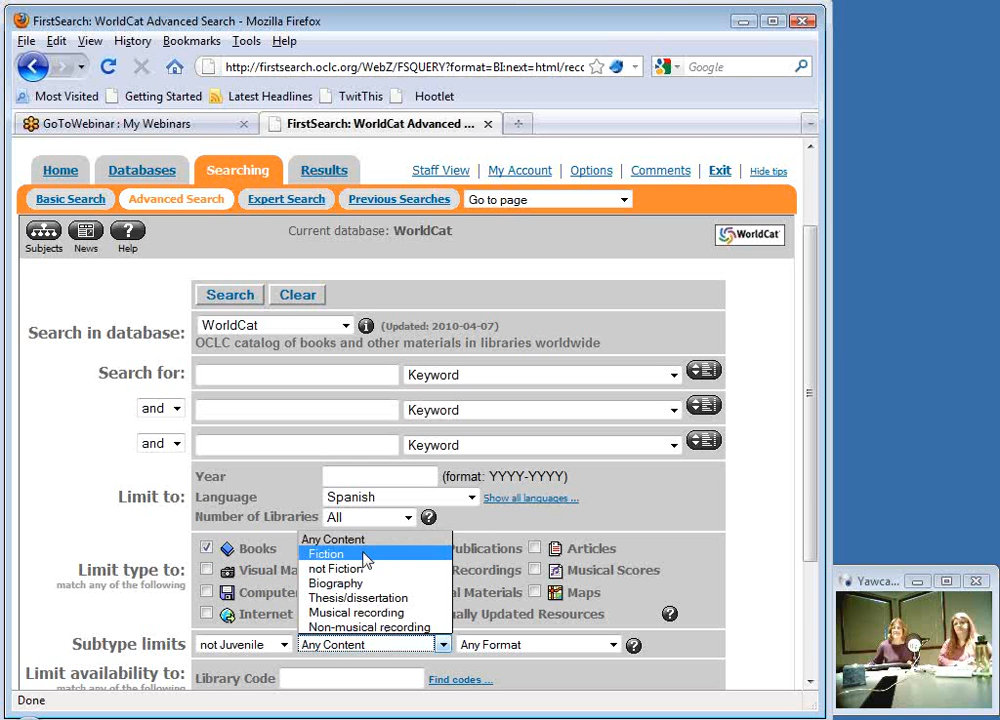 FirstSearch: WorldCat Advanced Search - Mozilla Firefox
File Edit View History Bookmarks Tools Help
http://firstsearch.oclc.org/WebZ/FSQUERY?format=BI:next=html/recc
Google
Most Visited Getting Started Latest Headlines TwitThis Hootlet
GoToWebinar : My Webinars FirstSearch: WorldCat Advanced ...
Home Databases Searching Results Staff View | My Account | Options | Comments | Exit | Hide tips
Basic Search Advanced Search Expert Search Previous Searches Go to page
Subjects News Help Current database: WorldCat WorldCat
Search Clear
Search in database: WorldCat (Updated: 2010-04-07)
OCLC catalog of books and other materials in libraries worldwide
Search for: Keyword
and Keyword
and Keyword
Limit to: Year (format: YYYY-YYYY)
Language Spanish Show all languages ...
Number of Libraries All
Any Content
Limit type to: Books Fiction Publications Articles
match any of the following Visual Ma not Fiction Recordings Musical Scores
Biography
Computer Thesis/dissertation al Materials Maps
Internet Musical recording ually Updated Resources
Non-musical recording
Subtype limits not Juvenile Any Content Any Format
Limit availability to: Library Code Find codes ...
match any of the following
Done
Yawca...